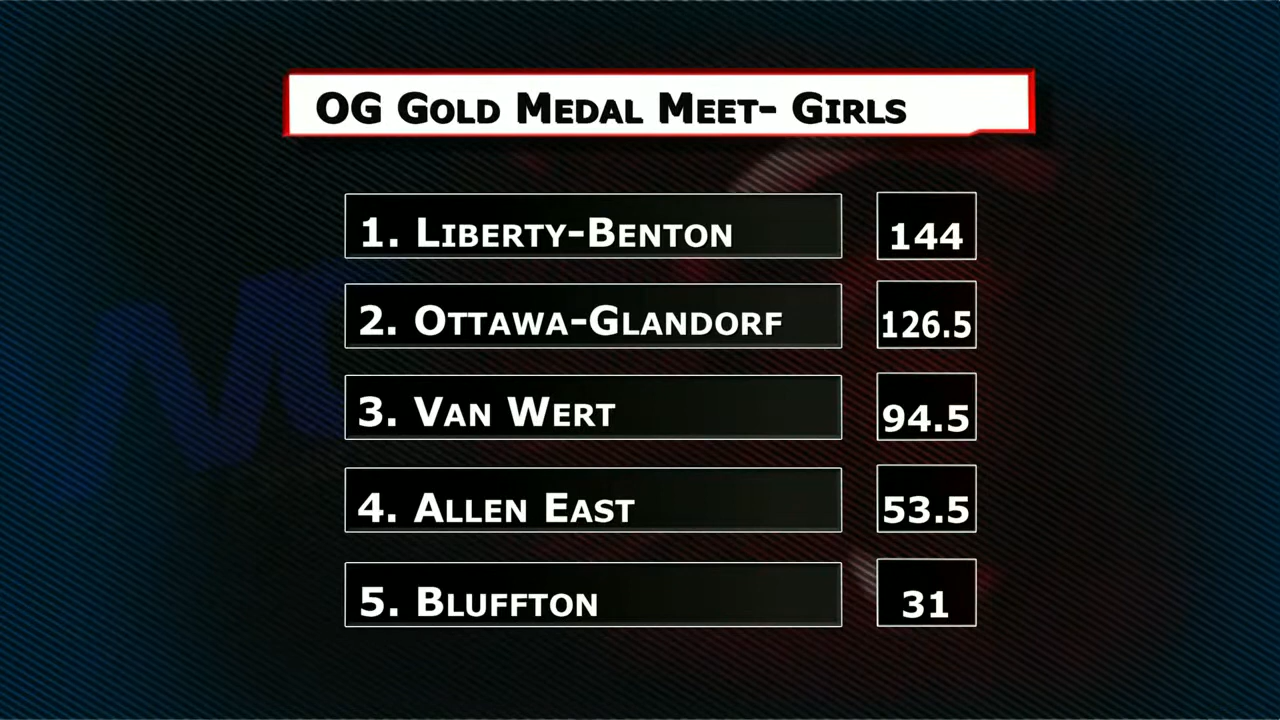 OG Gold Medal Meet- Girls
1. Liberty-Benton 144
2. Ottawa-Glandorf 126.5
3. Van Wert 94.5
4. Allen East 53.5
5. Bluffton 31